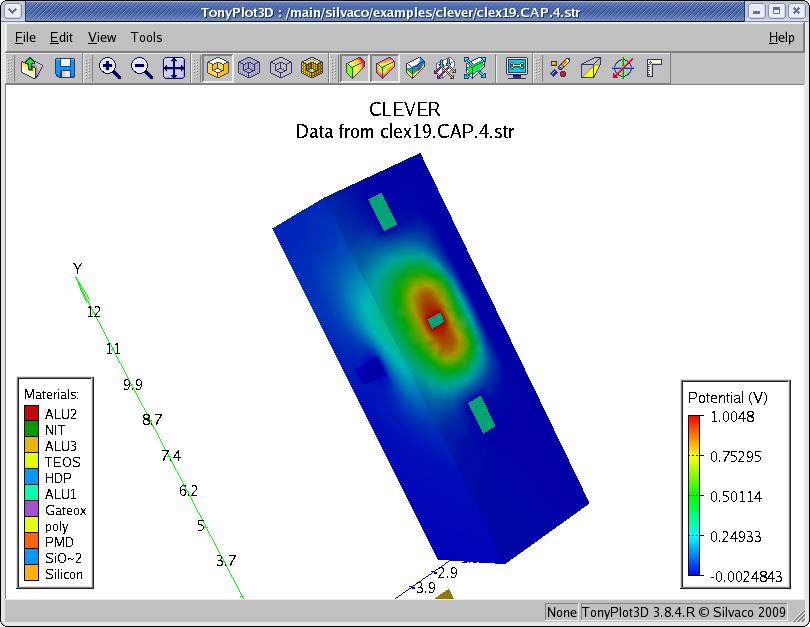 TonyPlot3D : /main/silvaco/examples/clever/clex19.CAP.4.str
File Edit View Tools Help
CLEVER
Data from clex19.CAP.4.str
Y
12
11
9.9
8.7
7.4
6.2
5
3.7
-2.9
-3.9
Materials:
ALU2
NIT
ALU3
TEOS
HDP
ALU1
Gateox
poly
PMD
SiO~2
Silicon
Potential (V)
1.0048
0.75295
0.50114
0.24933
-0.0024843
None TonyPlot3D 3.8.4.R © Silvaco 2009